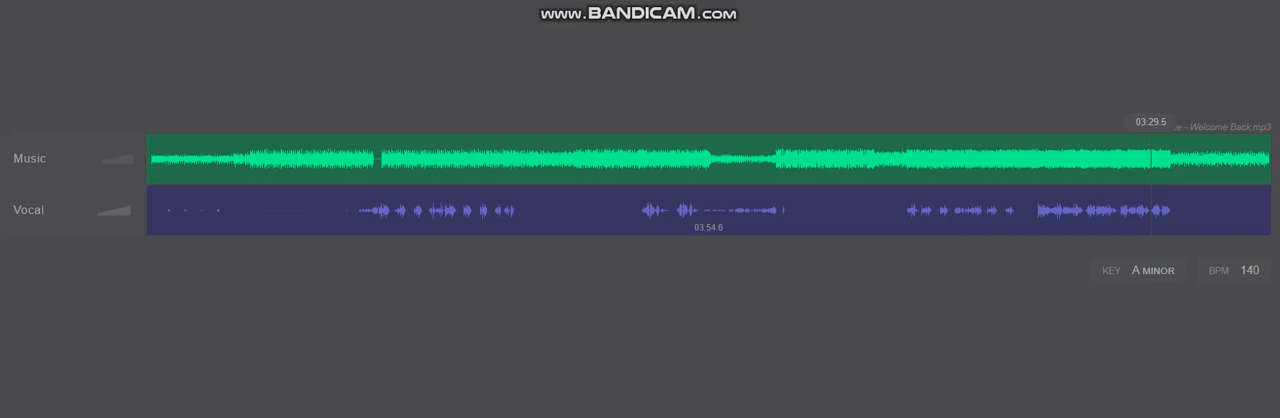 www.BANDICAM.com
03:29.5
..e - Welcome Back.mp3
Music
Vocal
03:54.6
KEY A MINOR BPM 140